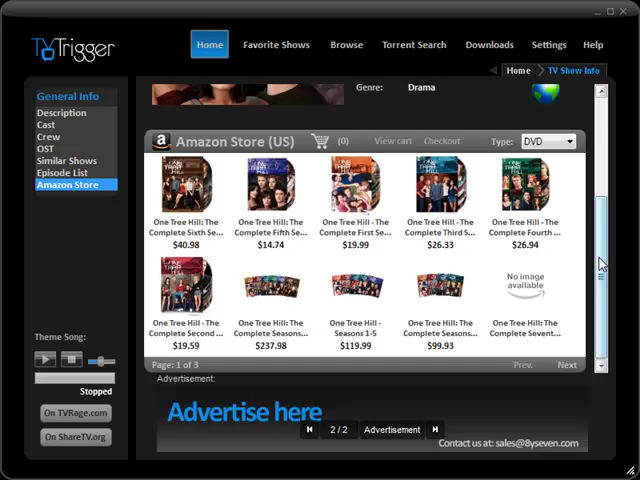 TVTrigger
Home
Favorite Shows
Browse
Torrent Search
Downloads
Settings
Help
Home
TV Show Info
General Info
Description
Cast
Crew
OST
Similar Shows
Episode List
Amazon Store
Genre:
Drama
a
Amazon Store (US)
(0)
View cart
Checkout
Type:
DVD
One Tree Hill: The
Complete Sixth Se...
$40.98
One Tree Hill: The
Complete Fifth Se...
$14.74
One Tree Hill - The
Complete First Se...
$19.99
One Tree Hill - The
Complete Third S...
$26.33
One Tree Hill - The
Complete Fourth ...
$26.94
One Tree Hill - The
Complete Second ...
$19.59
One Tree Hill: The
Complete Seasons...
$237.98
One Tree Hill -
Seasons 1-5
$119.99
One Tree Hill: The
Complete Seasons...
$99.93
No image
available
One Tree Hill: The
Complete Sevent...
Page: 1 of 3
Prev.
Next
Theme Song:
Stopped
On TVRage.com
On ShareTV.org
Advertisement:
Advertise here
2 / 2
Advertisement
Contact us at: sales@8yseven.com